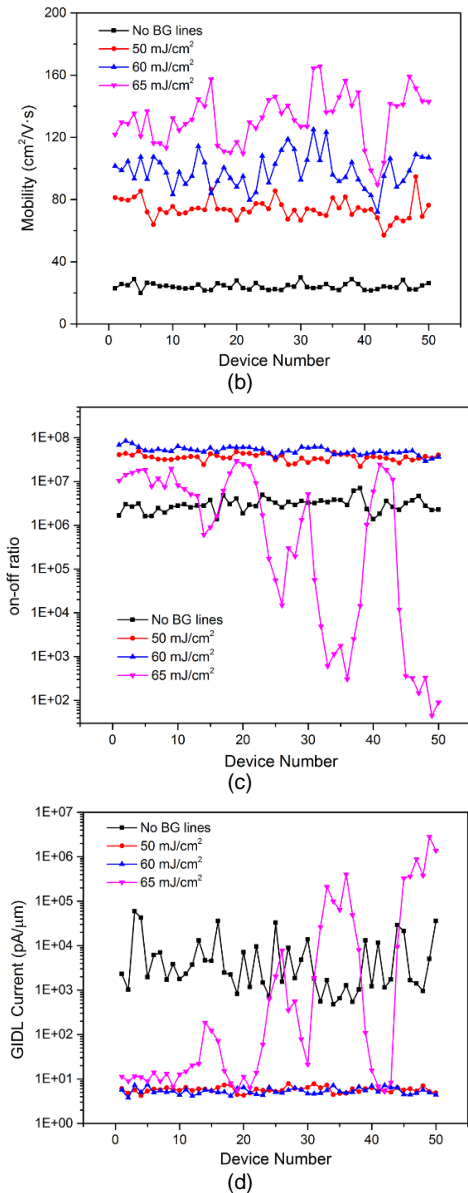 200
160
120
80
40
0
Mobility (cm²/V·s)
No BG lines
50 mJ/cm²
60 mJ/cm²
65 mJ/cm²
0 10 20 30 40 50
Device Number
(b)
1E+08
1E+07
1E+06
1E+05
1E+04
1E+03
1E+02
on-off ratio
No BG lines
50 mJ/cm²
60 mJ/cm²
65 mJ/cm²
0 10 20 30 40 50
Device Number
(c)
1E+07
1E+06
1E+05
1E+04
1E+03
1E+02
1E+01
1E+00
GIDL Current (pA/μm)
No BG lines
50 mJ/cm²
60 mJ/cm²
65 mJ/cm²
0 10 20 30 40 50
Device Number
(d)